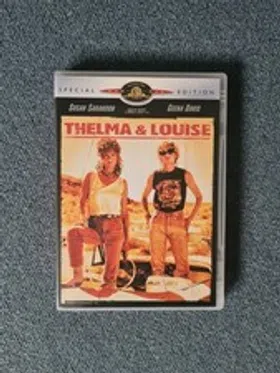 SPECIAL EDITION
SUSAN SARANDON GEENA DAVIS
THELMA & LOUISE